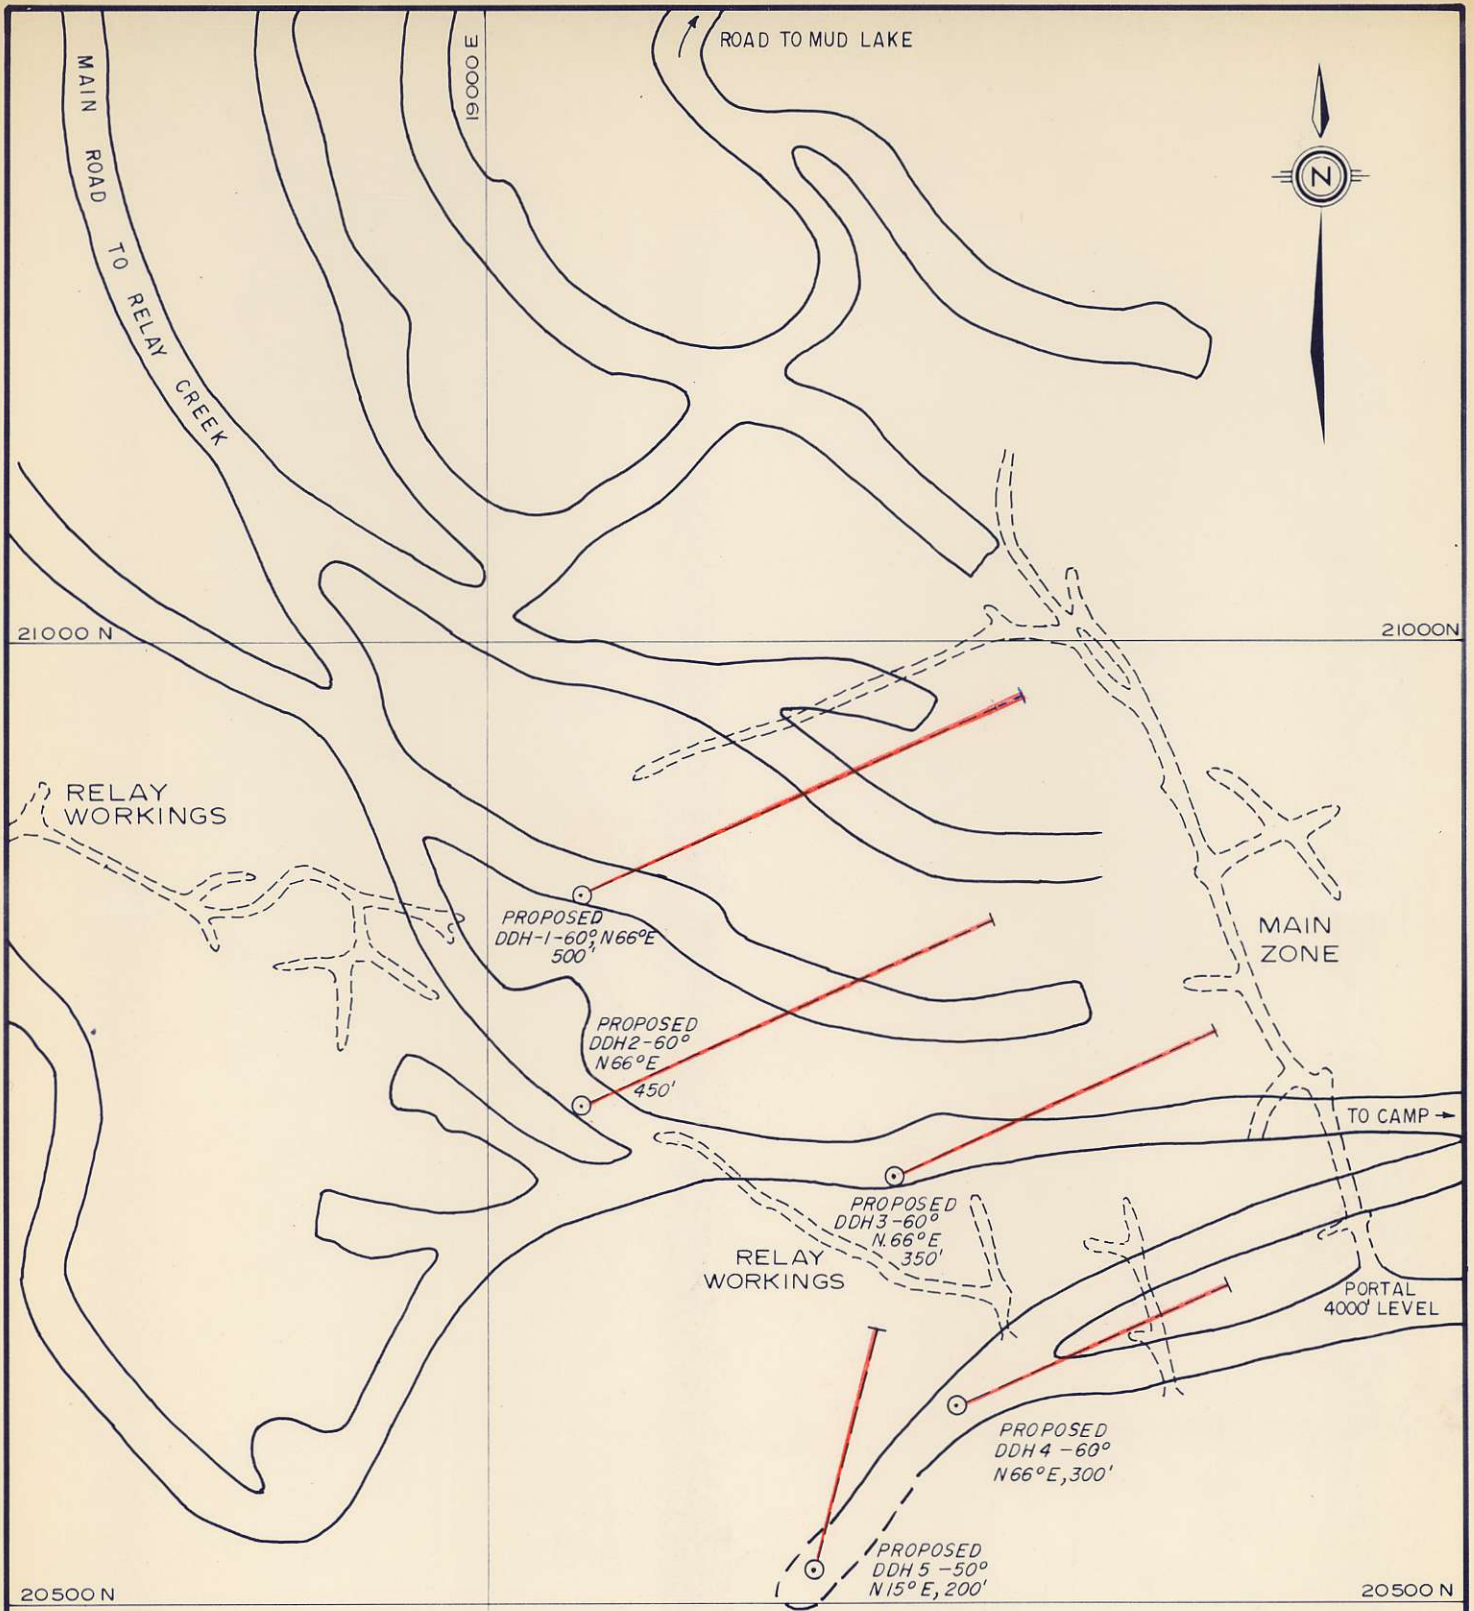 ROAD TO MUD LAKE
19000 E
MAIN ROAD TO RELAY CREEK
N
21000 N
21000N
RELAY
WORKINGS
PROPOSED
DDH-1-60°, N66°E
500'
MAIN
ZONE
PROPOSED
DDH2-60°
N66°E
450'
TO CAMP
PROPOSED
DDH3-60°
N.66°E
350'
RELAY
WORKINGS
PORTAL
4000' LEVEL
PROPOSED
DDH4-60°
N66°E,300'
PROPOSED
DDH5-50°
N15°E,200'
20500N
20500N